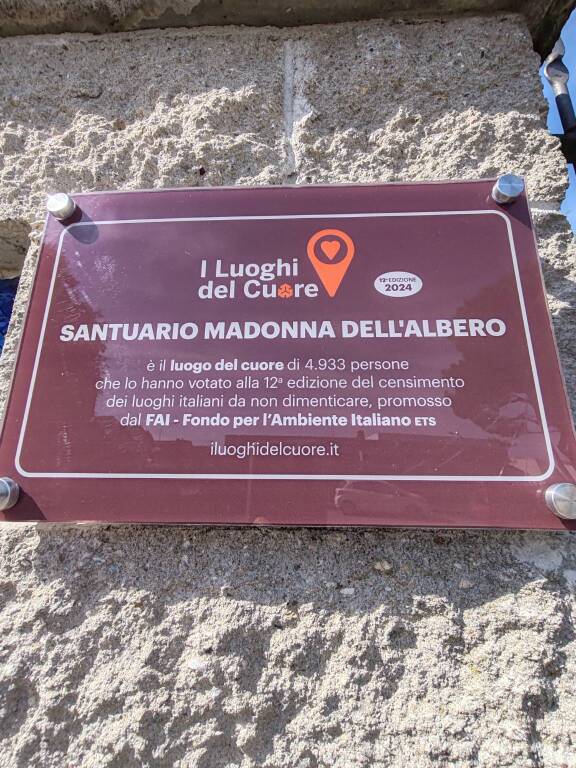 I Luoghi
del Cuore
12ª EDIZIONE
2024
SANTUARIO MADONNA DELL'ALBERO
è il luogo del cuore di 4.933 persone
che lo hanno votato alla 12ª edizione del censimento
dei luoghi italiani da non dimenticare, promosso
dal FAI - Fondo per l'Ambiente Italiano ETS
iluoghidelcuore.it